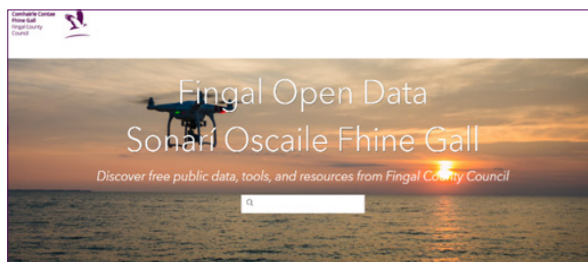 Comhairle Contae
Fhine Gall
Fingal County
Council
Fingal Open Data
Sonraí Oscaile Fhine Gall
Discover free public data, tools, and resources from Fingal County Council